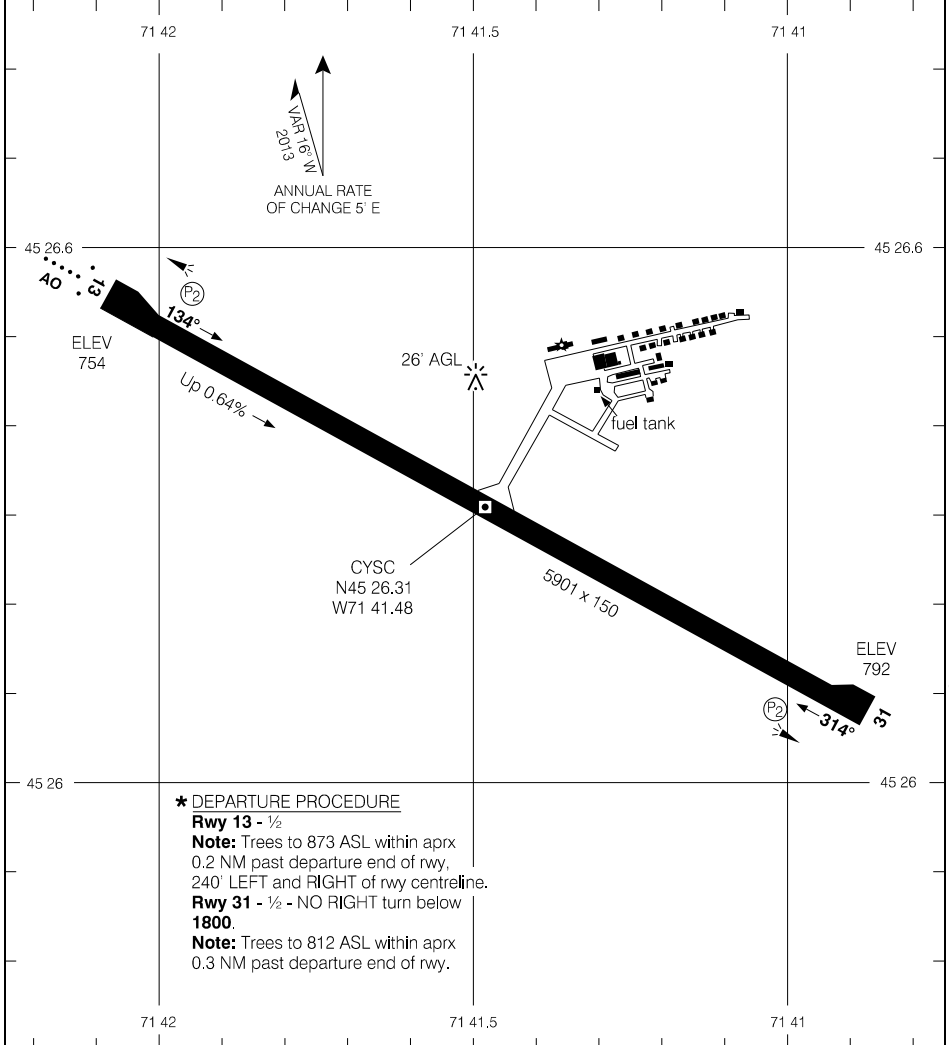 71 42
71 41.5
71 41
VAR 16° W
2013
ANNUAL RATE
OF CHANGE 5' E
45 26.6
45 26.6
AO
13
P2
134°
ELEV
754
Up 0.64%
26' AGL
fuel tank
CYSC
N45 26.31
W71 41.48
5901 x 150
ELEV
792
P2
314°
31
45 26
45 26
* DEPARTURE PROCEDURE
Rwy 13 - ½
Note: Trees to 873 ASL within aprx
0.2 NM past departure end of rwy,
240' LEFT and RIGHT of rwy centreline.
Rwy 31 - ½ - NO RIGHT turn below
1800.
Note: Trees to 812 ASL within aprx
0.3 NM past departure end of rwy.
71 42
71 41.5
71 41